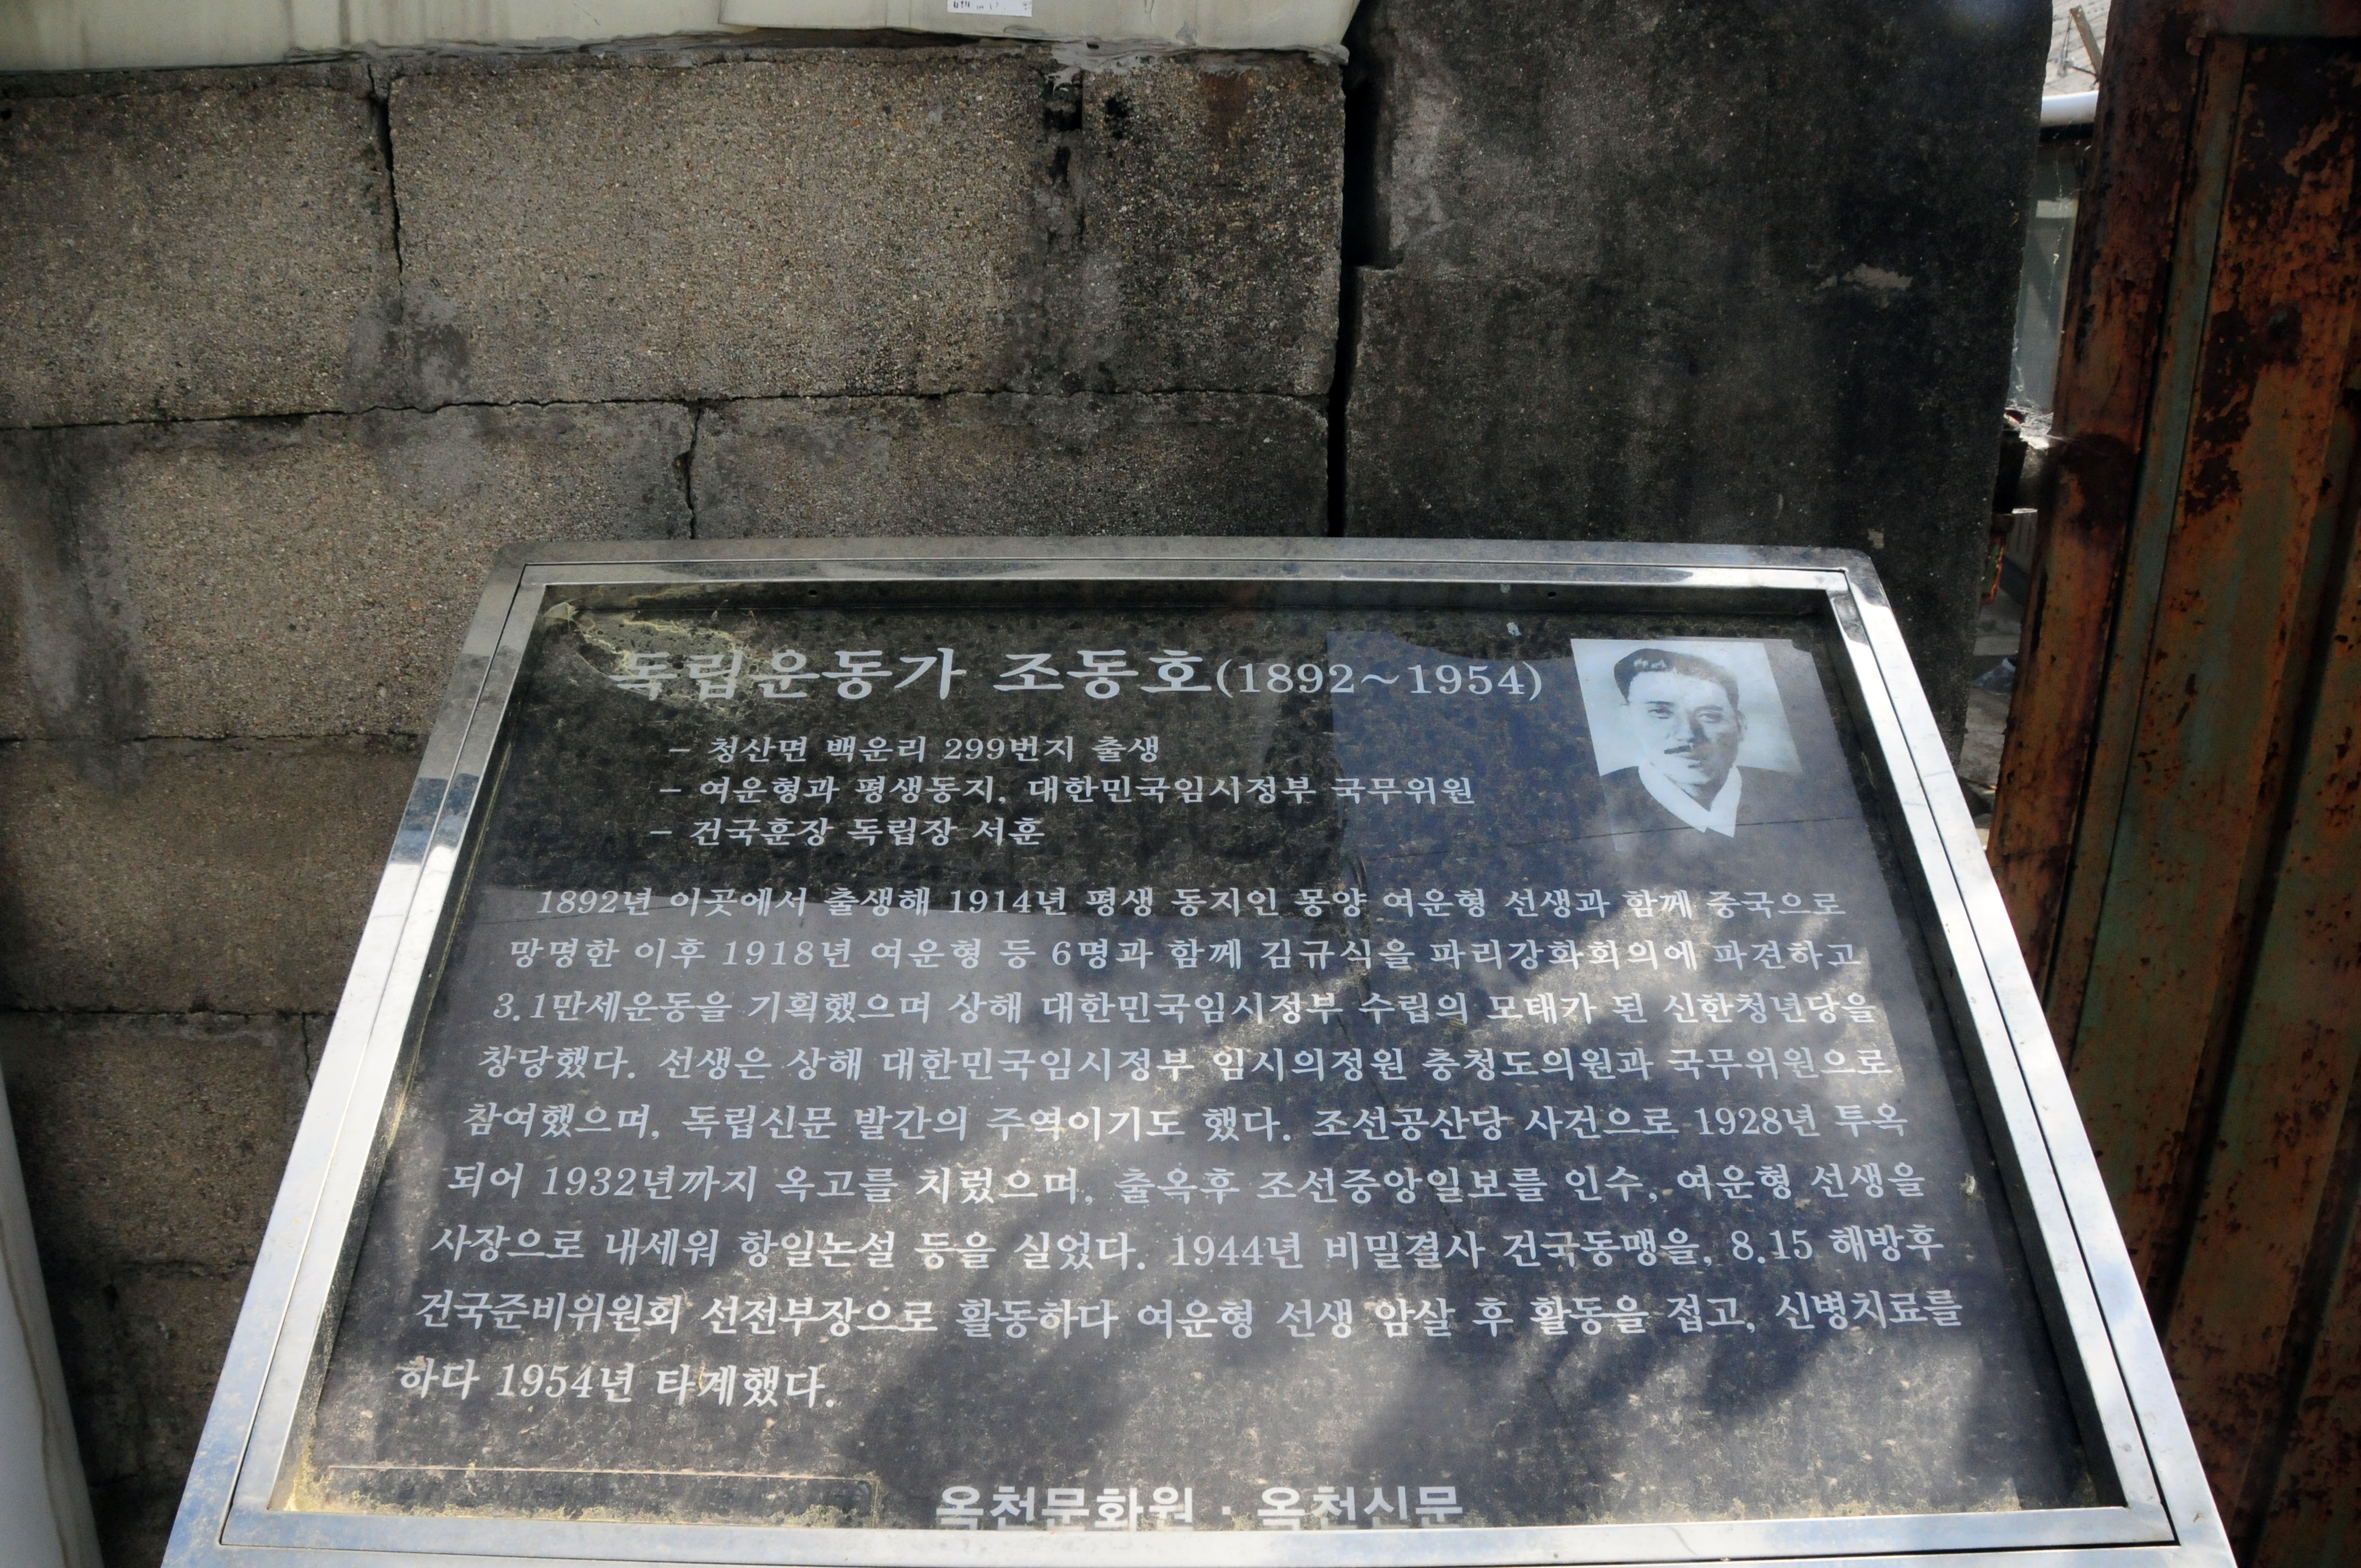 독립운동가 조동호(1892~1954)
- 청산면 백운리 299번지 출생
- 여운형과 평생동지, 대한민국임시정부 국무위원
- 건국훈장 독립장 서훈
1892년 이곳에서 출생해 1914년 평생 동지인 몽양 여운형 선생과 함께 중국으로
망명한 이후 1918년 여운형 등 6명과 함께 김규식을 파리강화회의에 파견하고
3.1만세운동을 기획했으며 상해 대한민국임시정부 수립의 모태가 된 신한청년당을
창당했다. 선생은 상해 대한민국임시정부 임시의정원 충청도의원과 국무위원으로
참여했으며, 독립신문 발간의 주역이기도 했다. 조선공산당 사건으로 1928년 투옥
되어 1932년까지 옥고를 치렀으며, 출옥후 조선중앙일보를 인수, 여운형 선생을
사장으로 내세워 항일논설 등을 실었다. 1944년 비밀결사 건국동맹을, 8.15 해방후
건국준비위원회 선전부장으로 활동하다 여운형 선생 암살 후 활동을 접고, 신병치료를
하다 1954년 타계했다.
옥천문화원 · 옥천신문